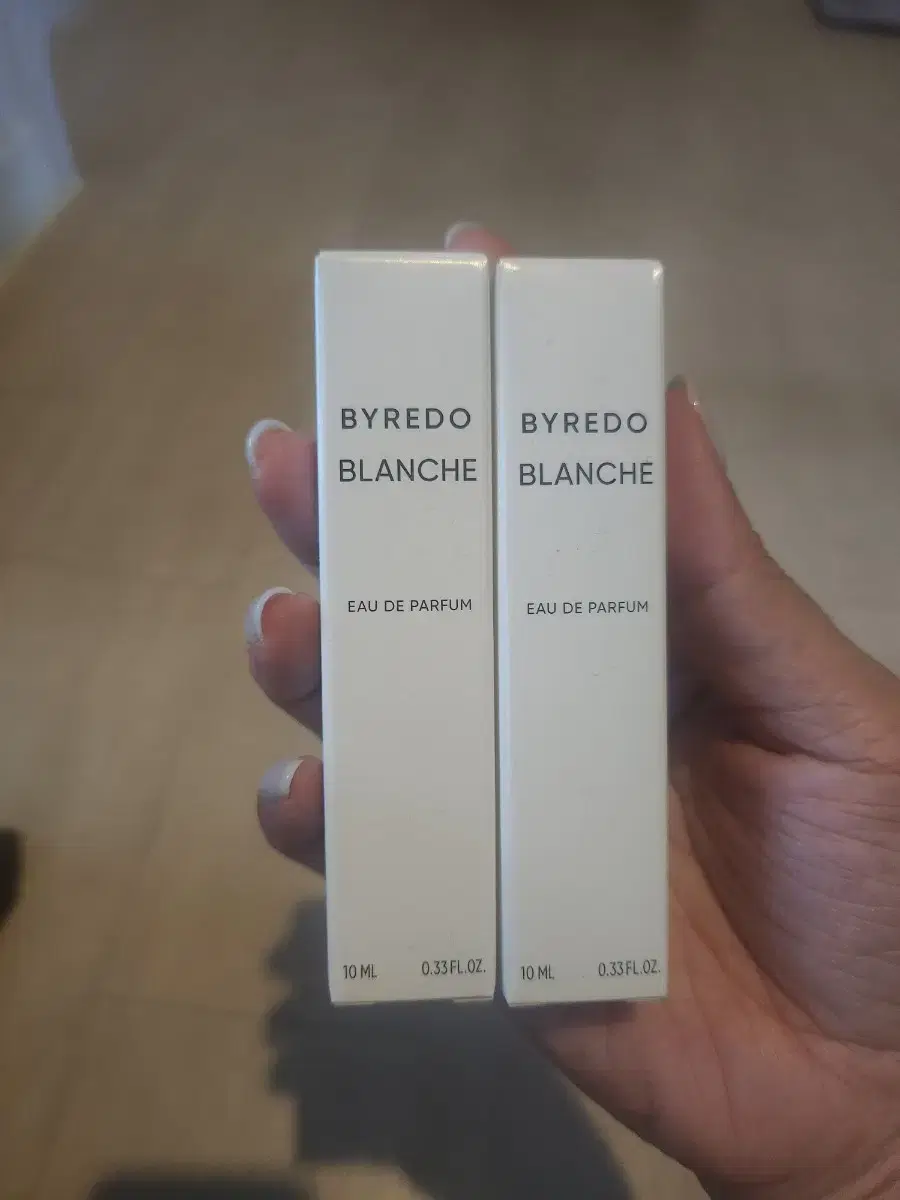 BYREDO
BLANCHE
EAU DE PARFUM
10 ML 0.33 FL.OZ.
BYREDO
BLANCHE
EAU DE PARFUM
10 ML 0.33 FL.OZ.